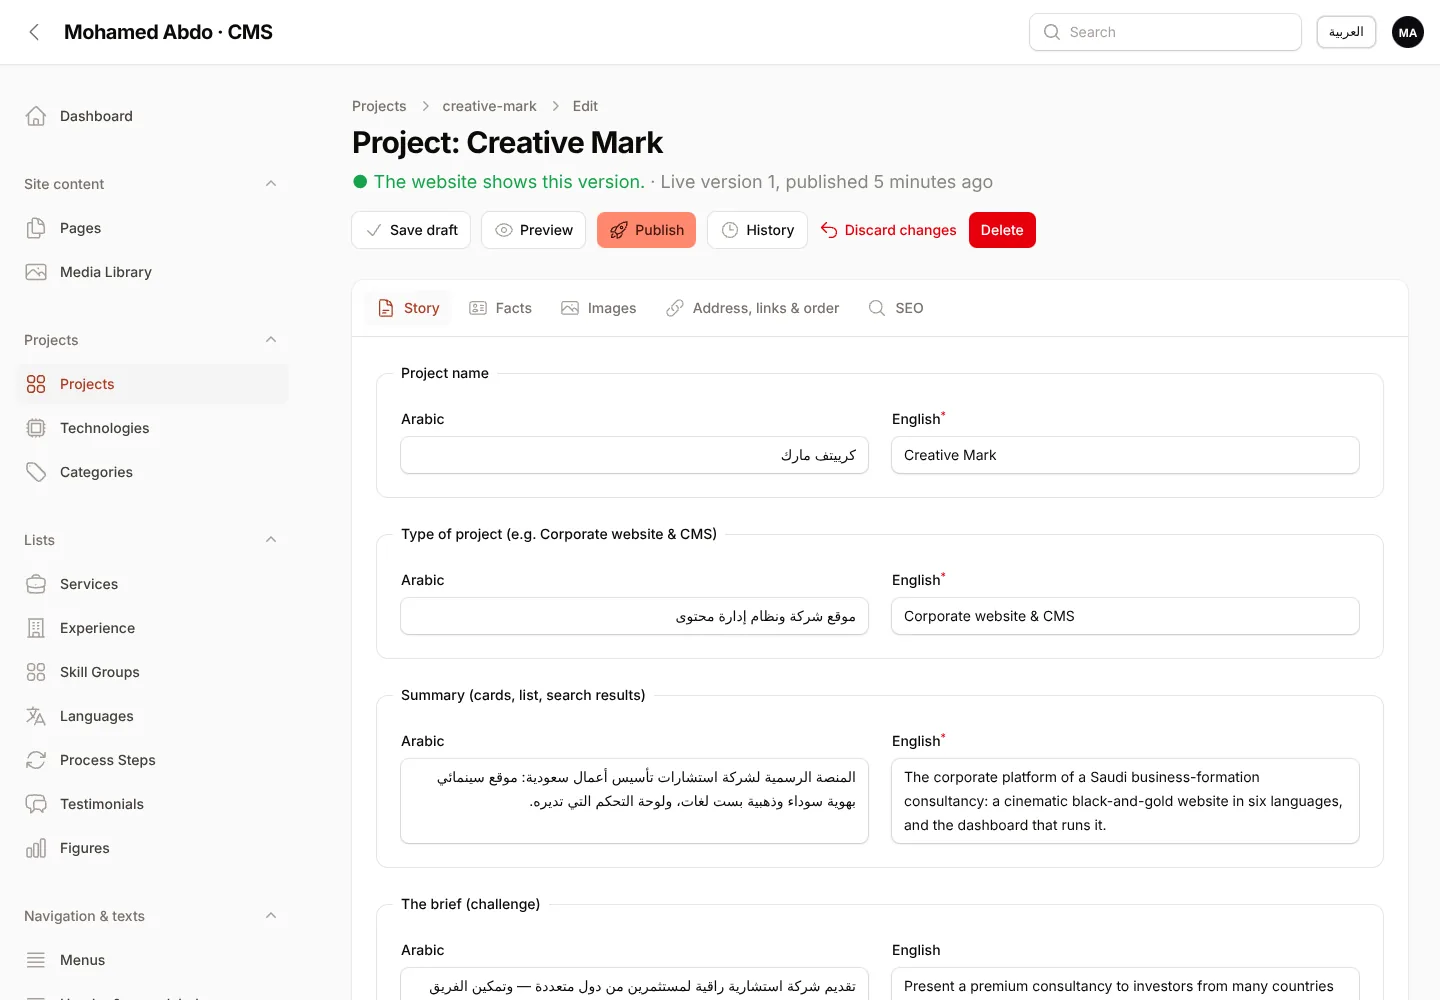 Mohamed Abdo · CMS
Search
العربية
MA
Dashboard
Site content
Pages
Media Library
Projects
Projects
Technologies
Categories
Lists
Services
Experience
Skill Groups
Languages
Process Steps
Testimonials
Figures
Navigation & texts
Menus
Projects > creative-mark > Edit
Project: Creative Mark
The website shows this version. · Live version 1, published 5 minutes ago
Save draft
Preview
Publish
History
Discard changes
Delete
Story
Facts
Images
Address, links & order
SEO
Project name
Arabic
كرييتف مارك
English*
Creative Mark
Type of project (e.g. Corporate website & CMS)
Arabic
موقع شركة ونظام إدارة محتوى
English*
Corporate website & CMS
Summary (cards, list, search results)
Arabic
المنصة الرسمية لشركة استشارات تأسيس أعمال سعودية: موقع سينمائي
بهوية سوداء وذهبية بست لغات، ولوحة التحكم التي تديره.
English*
The corporate platform of a Saudi business-formation
consultancy: a cinematic black-and-gold website in six languages,
and the dashboard that runs it.
The brief (challenge)
Arabic
تقديم شركة استشارية راقية لمستثمرين من دول متعددة — وتمكين الفريق
English
Present a premium consultancy to investors from many countries